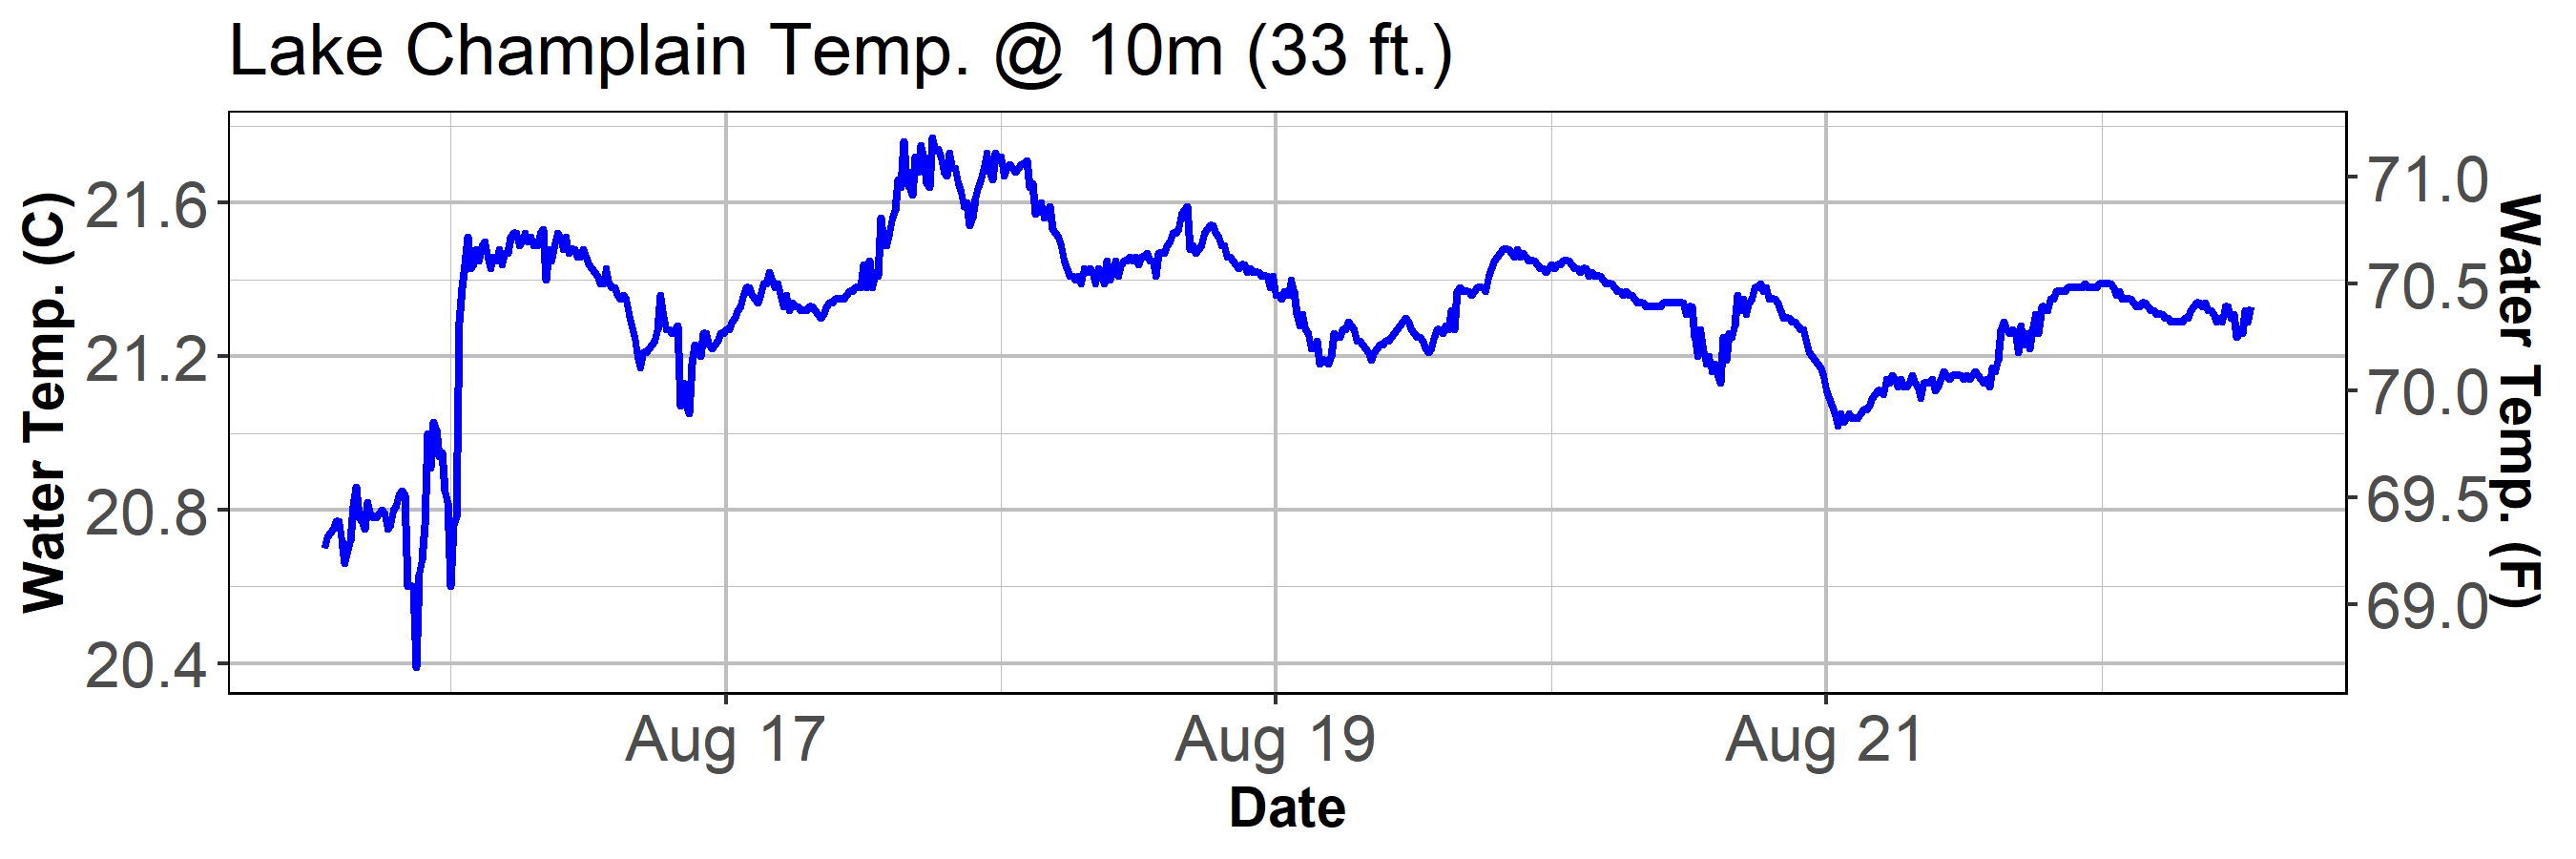 Lake Champlain Temp. @ 10m (33 ft.)
Water Temp. (C)
21.6
21.2
20.8
20.4
71.0
70.5
70.0
69.5
69.0
Water Temp. (F)
Aug 17
Aug 19
Aug 21
Date